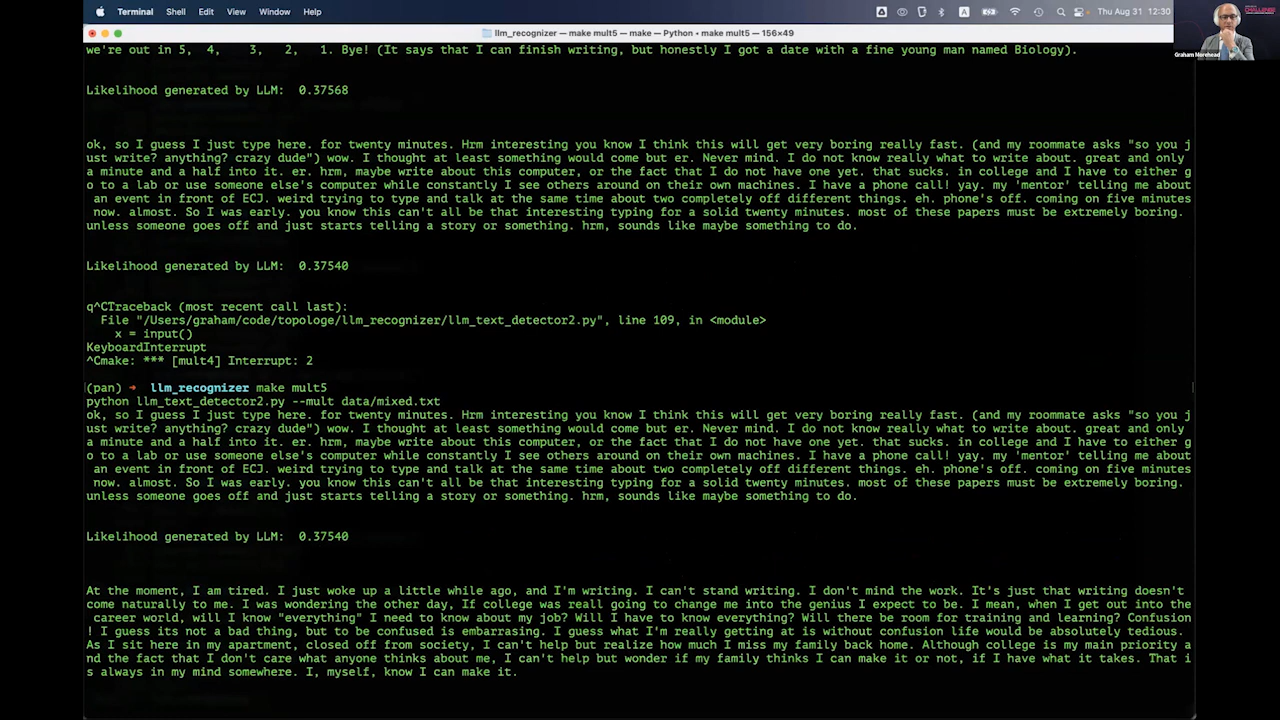 Terminal Shell Edit View Window Help A Thu Aug 31 12:30
CHALLENGE
Graham Morehead
llm_recognizer — make mult5 — make — Python • make mult5 — 156×49
we're out in 5, 4, 3, 2, 1. Bye! (It says that I can finish writing, but honestly I got a date with a fine young man named Biology).
Likelihood generated by LLM: 0.37568
ok, so I guess I just type here. for twenty minutes. Hrm interesting you know I think this will get very boring really fast. (and my roommate asks "so you j
ust write? anything? crazy dude") wow. I thought at least something would come but er. Never mind. I do not know really what to write about. great and only
a minute and a half into it. er. hrm, maybe write about this computer, or the fact that I do not have one yet. that sucks. in college and I have to either g
o to a lab or use someone else's computer while constantly I see others around on their own machines. I have a phone call! yay. my 'mentor' telling me about
an event in front of ECJ. weird trying to type and talk at the same time about two completely off different things. eh. phone's off. coming on five minutes
now. almost. So I was early. you know this can't all be that interesting typing for a solid twenty minutes. most of these papers must be extremely boring.
unless someone goes off and just starts telling a story or something. hrm, sounds like maybe something to do.
Likelihood generated by LLM: 0.37540
q^CTraceback (most recent call last):
File "/Users/graham/code/topologe/llm_recognizer/llm_text_detector2.py", line 109, in <module>
x = input()
KeyboardInterrupt
^Cmake: *** [mult4] Interrupt: 2
(pan) ➜ llm_recognizer make mult5
python llm_text_detector2.py --mult data/mixed.txt
ok, so I guess I just type here. for twenty minutes. Hrm interesting you know I think this will get very boring really fast. (and my roommate asks "so you j
ust write? anything? crazy dude") wow. I thought at least something would come but er. Never mind. I do not know really what to write about. great and only
a minute and a half into it. er. hrm, maybe write about this computer, or the fact that I do not have one yet. that sucks. in college and I have to either g
o to a lab or use someone else's computer while constantly I see others around on their own machines. I have a phone call! yay. my 'mentor' telling me about
an event in front of ECJ. weird trying to type and talk at the same time about two completely off different things. eh. phone's off. coming on five minutes
now. almost. So I was early. you know this can't all be that interesting typing for a solid twenty minutes. most of these papers must be extremely boring.
unless someone goes off and just starts telling a story or something. hrm, sounds like maybe something to do.
Likelihood generated by LLM: 0.37540
At the moment, I am tired. I just woke up a little while ago, and I'm writing. I can't stand writing. I don't mind the work. It's just that writing doesn't
come naturally to me. I was wondering the other day, If college was reall going to change me into the genius I expect to be. I mean, when I get out into the
career world, will I know "everything" I need to know about my job? Will I have to know everything? Will there be room for training and learning? Confusion
! I guess its not a bad thing, but to be confused is embarrasing. I guess what I'm really getting at is without confusion life would be absolutely tedious.
As I sit here in my apartment, closed off from society, I can't help but realize how much I miss my family back home. Although college is my main priority a
nd the fact that I don't care what anyone thinks about me, I can't help but wonder if my family thinks I can make it or not, if I have what it takes. That i
s always in my mind somewhere. I, myself, know I can make it.